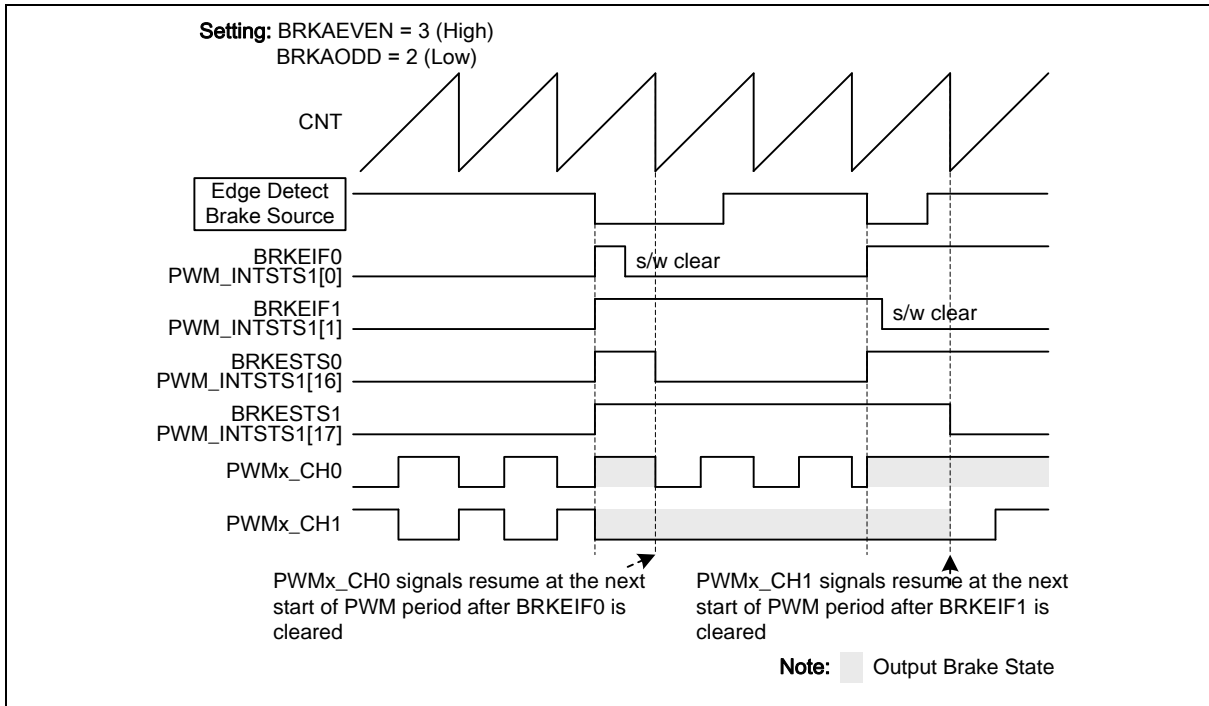 Setting: BRKAEVEN = 3 (High)
BRKAODD = 2 (Low)
CNT
Edge Detect
Brake Source
BRKEIF0
PWM_INTSTS1[0]
s/w clear
BRKEIF1
PWM_INTSTS1[1]
s/w clear
BRKESTS0
PWM_INTSTS1[16]
BRKESTS1
PWM_INTSTS1[17]
PWMx_CH0
PWMx_CH1
PWMx_CH0 signals resume at the next
start of PWM period after BRKEIF0 is
cleared
PWMx_CH1 signals resume at the next
start of PWM period after BRKEIF1 is
cleared
Note: Output Brake State